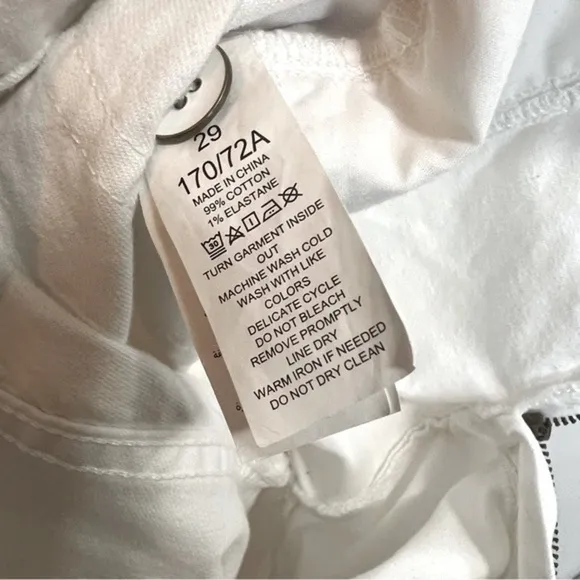 29
170/72A
MADE IN CHINA
99% COTTON
1% ELASTANE
30
TURN GARMENT INSIDE
OUT
MACHINE WASH COLD
WASH WITH LIKE
COLORS
DELICATE CYCLE
DO NOT BLEACH
REMOVE PROMPTLY
LINE DRY
WARM IRON IF NEEDED
DO NOT DRY CLEAN